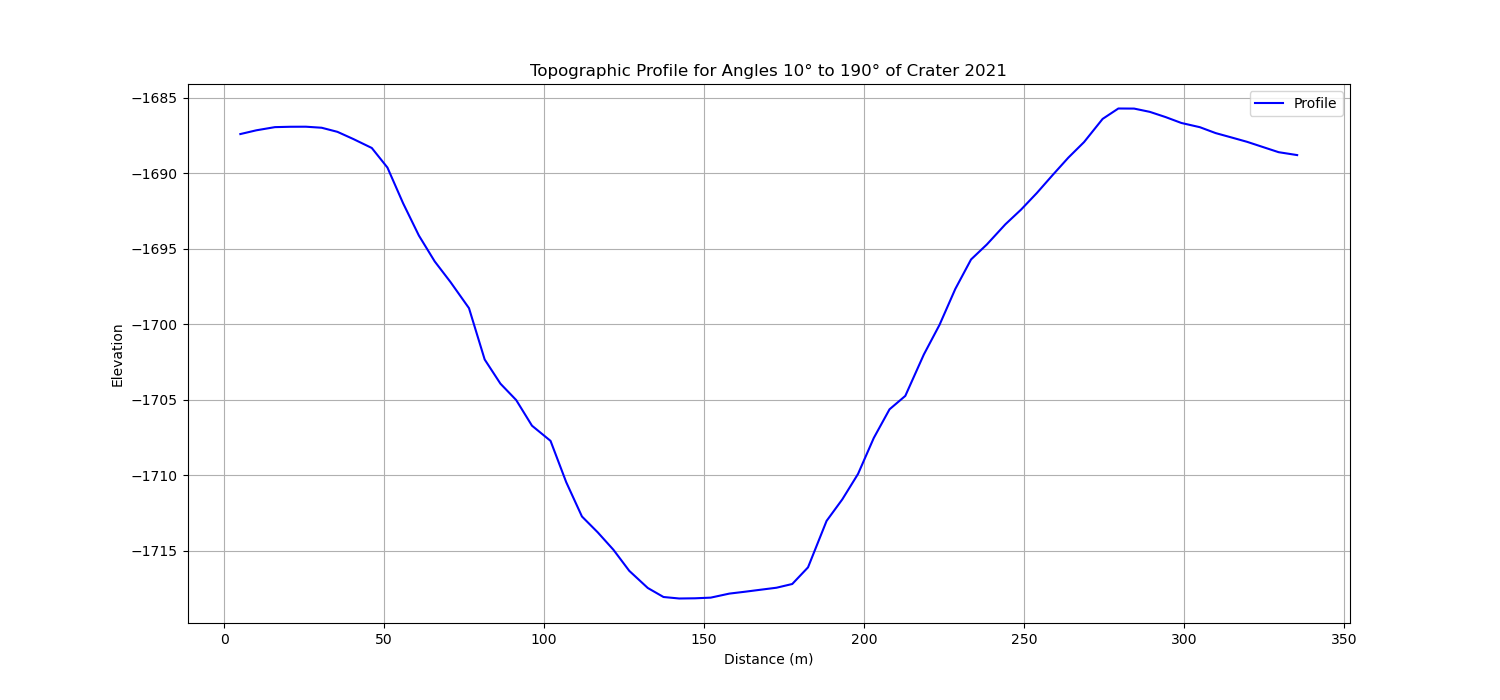 Topographic Profile for Angles 10° to 190° of Crater 2021
Profile
Elevation
−1685
−1690
−1695
−1700
−1705
−1710
−1715
0 50 100 150 200 250 300 350
Distance (m)